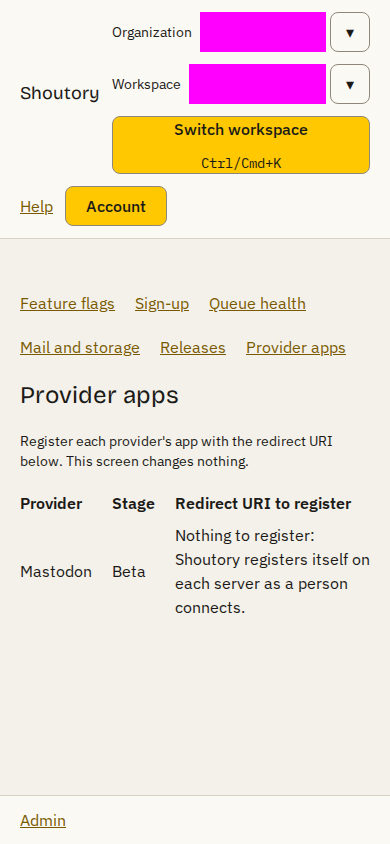 Shoutory
Organization
▼
Workspace
▼
Switch workspace
Ctrl/Cmd+K
Help
Account
Feature flags Sign-up Queue health
Mail and storage Releases Provider apps
Provider apps
Register each provider's app with the redirect URI
below. This screen changes nothing.
Provider Stage Redirect URI to register
Mastodon Beta Nothing to register:
Shoutory registers itself on
each server as a person
connects.
Admin